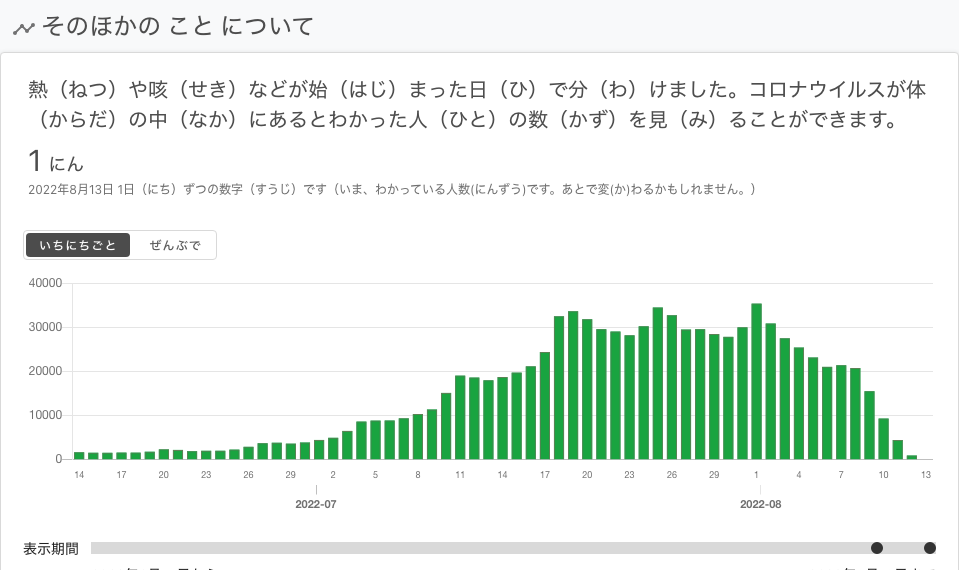 そのほかの こと について
熱（ねつ）や咳（せき）などが始（はじ）まった日（ひ）で分（わ）けました。コロナウイルスが体
（からだ）の中（なか）にあるとわかった人（ひと）の数（かず）を見（み）ることができます。
1 にん
2022年8月13日 1日（にち）ずつの数字（すうじ）です（いま、わかっている人数(にんずう)です。あとで変(か)わるかもしれません。）
いちにちごと ぜんぶで
40000
30000
20000
10000
0
14 17 20 23 26 29 2 5 8 11 14 17 20 23 26 29 1 4 7 10 13
2022-07 2022-08
表示期間